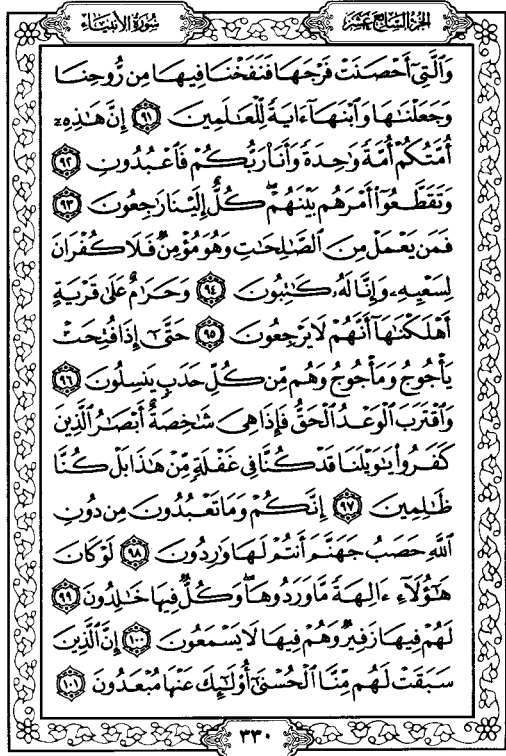 الجزء السابع عشر
سورة الأنبياء
وَٱلَّتِىٓ أَحْصَنَتْ فَرْجَهَا فَنَفَخْنَا فِيهَا مِن رُّوحِنَا
وَجَعَلْنَـٰهَا وَٱبْنَهَآ ءَايَةً لِّلْعَـٰلَمِينَ ٩١ إِنَّ هَـٰذِهِۦٓ
أُمَّتُكُمْ أُمَّةً وَٰحِدَةً وَأَنَا۠ رَبُّكُمْ فَٱعْبُدُونِ ٩٢
وَتَقَطَّعُوٓا۟ أَمْرَهُم بَيْنَهُمْ ۖ كُلٌّ إِلَيْنَا رَٰجِعُونَ ٩٣
فَمَن يَعْمَلْ مِنَ ٱلصَّـٰلِحَـٰتِ وَهُوَ مُؤْمِنٌ فَلَا كُفْرَانَ
لِسَعْيِهِۦ وَإِنَّا لَهُۥ كَـٰتِبُونَ ٩٤ وَحَرَٰمٌ عَلَىٰ قَرْيَةٍ
أَهْلَكْنَـٰهَآ أَنَّهُمْ لَا يَرْجِعُونَ ٩٥ حَتَّىٰٓ إِذَا فُتِحَتْ
يَأْجُوجُ وَمَأْجُوجُ وَهُم مِّن كُلِّ حَدَبٍ يَنسِلُونَ ٩٦
وَٱقْتَرَبَ ٱلْوَعْدُ ٱلْحَقُّ فَإِذَا هِىَ شَـٰخِصَةٌ أَبْصَـٰرُ ٱلَّذِينَ
كَفَرُوا۟ يَـٰوَيْلَنَا قَدْ كُنَّا فِى غَفْلَةٍ مِّنْ هَـٰذَا بَلْ كُنَّا
ظَـٰلِمِينَ ٩٧ إِنَّكُمْ وَمَا تَعْبُدُونَ مِن دُونِ
ٱللَّهِ حَصَبُ جَهَنَّمَ أَنتُمْ لَهَا وَٰرِدُونَ ٩٨ لَوْ كَانَ
هَـٰٓؤُلَآءِ ءَالِهَةً مَّا وَرَدُوهَا ۖ وَكُلٌّ فِيهَا خَـٰلِدُونَ ٩٩
لَهُمْ فِيهَا زَفِيرٌ وَهُمْ فِيهَا لَا يَسْمَعُونَ ١٠٠ إِنَّ ٱلَّذِينَ
سَبَقَتْ لَهُم مِّنَّا ٱلْحُسْنَىٰٓ أُو۟لَـٰٓئِكَ عَنْهَا مُبْعَدُونَ ١٠١
٣٣٠